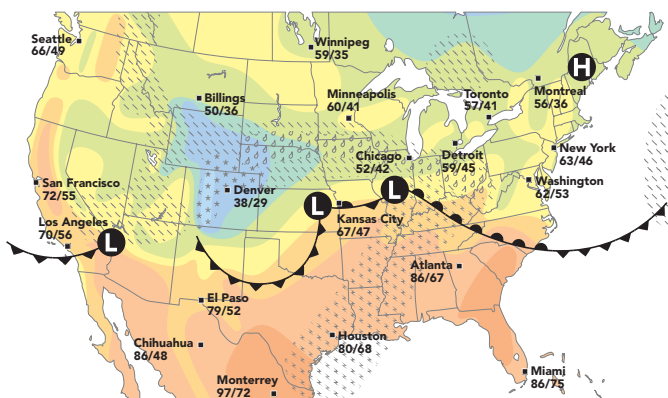 Seattle
66/49
Winnipeg
59/35
H
Billings
50/36
Minneapolis
60/41
Toronto
57/41
Montreal
56/36
Chicago
52/42
Detroit
59/45
New York
63/46
San Francisco
72/55
Denver
38/29
Washington
62/53
L
L
Kansas City
67/47
Los Angeles
70/56
L
Atlanta
86/67
El Paso
79/52
Chihuahua
86/48
Houston
80/68
Monterrey
97/72
Miami
86/75